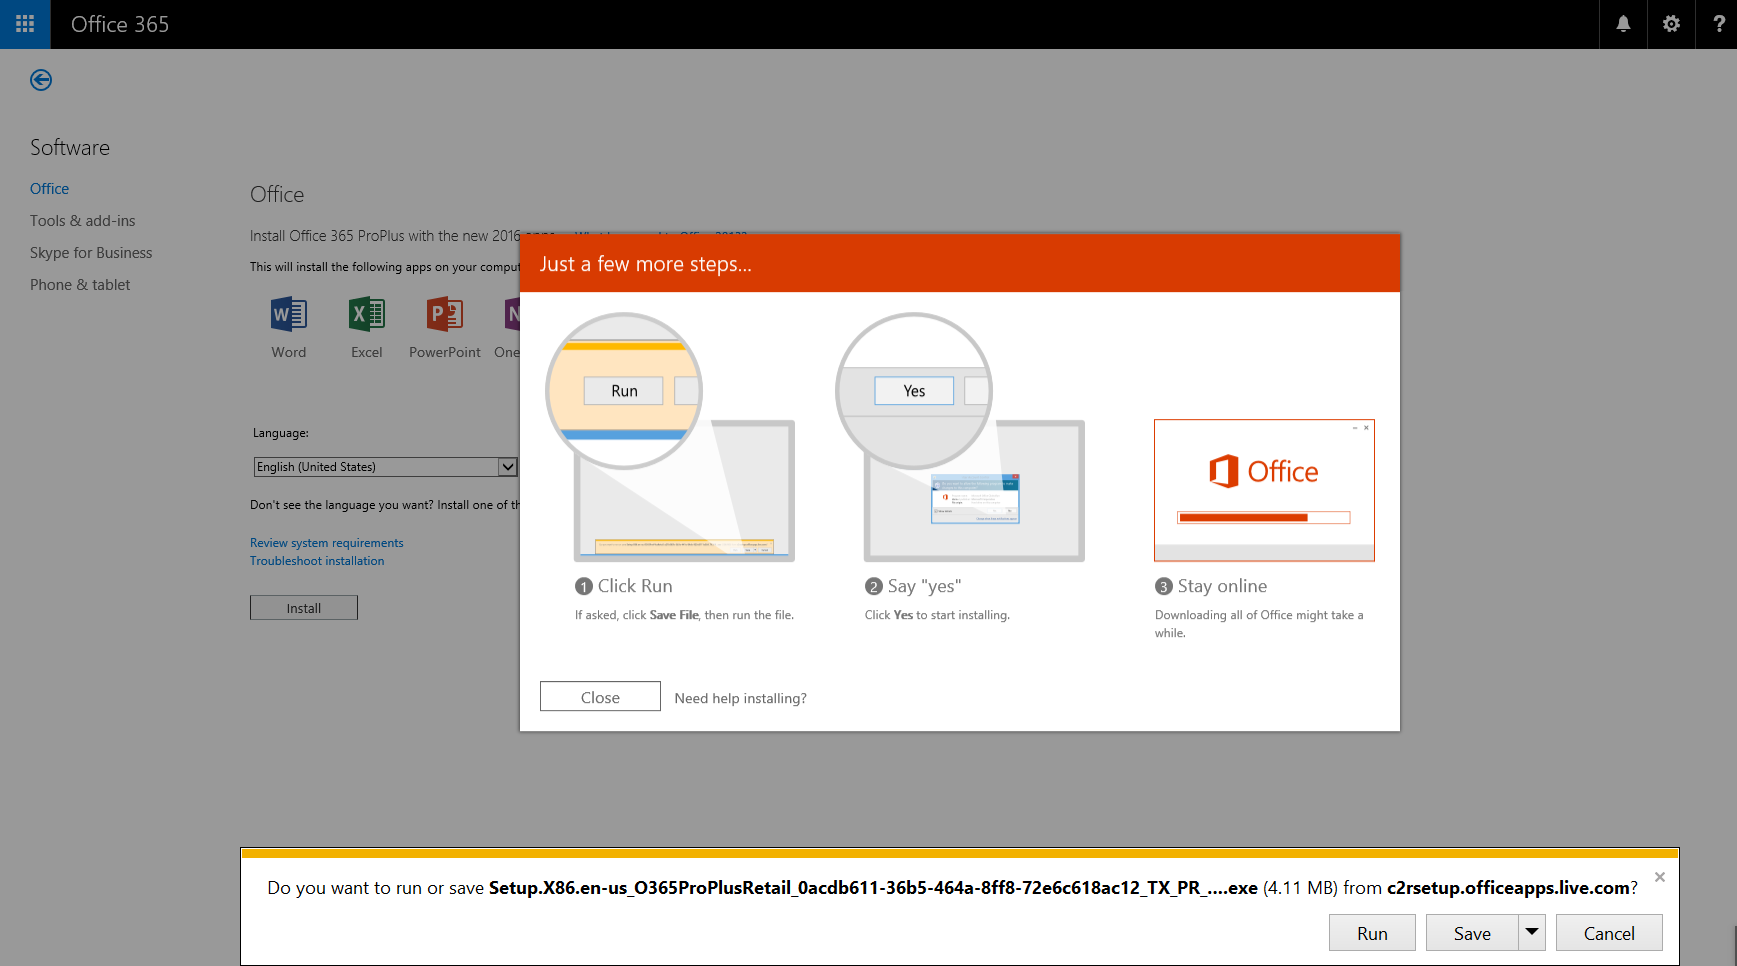 Office 365
Software
Office
Tools & add-ins
Skype for Business
Phone & tablet
Office
Install Office 365 ProPlus with the new 2016
This will install the following apps on your comput
W
X
P
N
Word
Excel
PowerPoint
One
Language:
English (United States)
Don't see the language you want? Install one of th
Review system requirements
Troubleshoot installation
Install
Just a few more steps...
Run
Yes
Office
1 Click Run
If asked, click Save File, then run the file.
2 Say "yes"
Click Yes to start installing.
3 Stay online
Downloading all of Office might take a
while.
Close
Need help installing?
Do you want to run or save Setup.X86.en-us_O365ProPlusRetail_0acdb611-36b5-464a-8ff8-72e6c618ac12_TX_PR_....exe (4.11 MB) from c2rsetup.officeapps.live.com?
Run
Save
Cancel